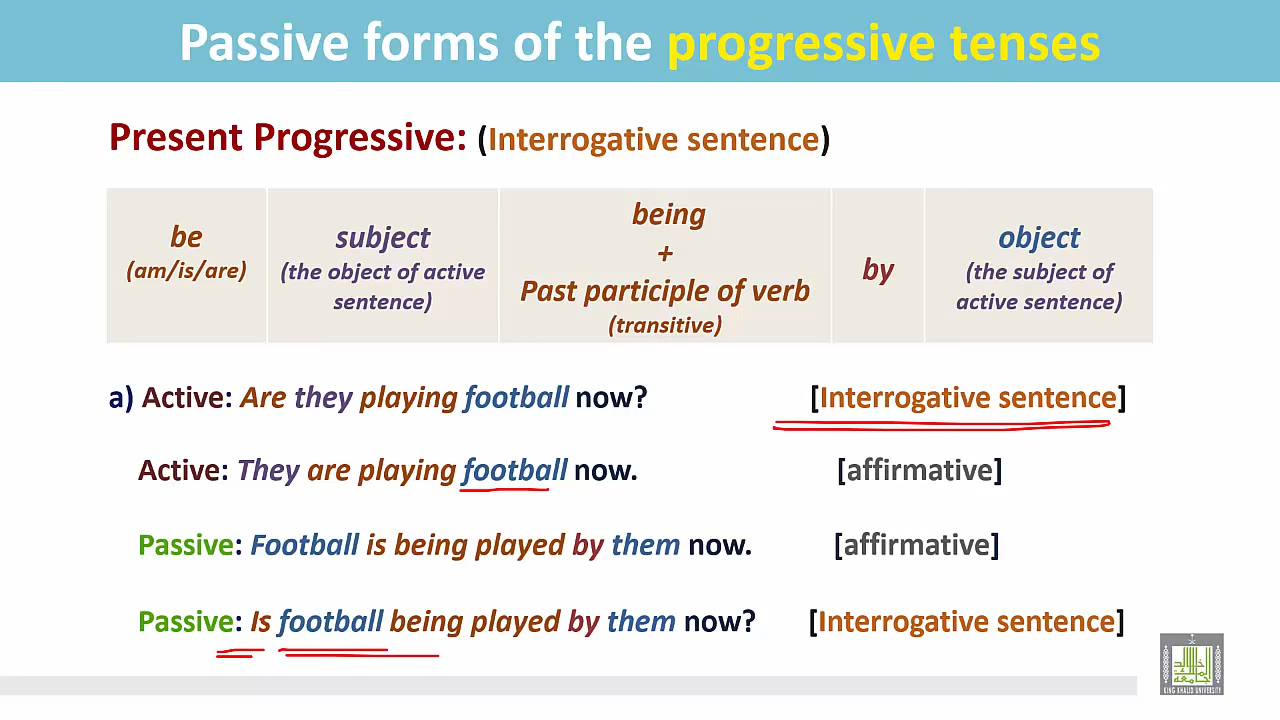 Passive forms of the progressive tenses
Present Progressive: (Interrogative sentence)
be
(am/is/are)
subject
(the object of active
sentence)
being
+
Past participle of verb
(transitive)
by
object
(the subject of
active sentence)
a) Active: Are they playing football now? [Interrogative sentence]
Active: They are playing football now. [affirmative]
Passive: Football is being played by them now. [affirmative]
Passive: Is football being played by them now? [Interrogative sentence]
KING KHALID UNIVERSITY